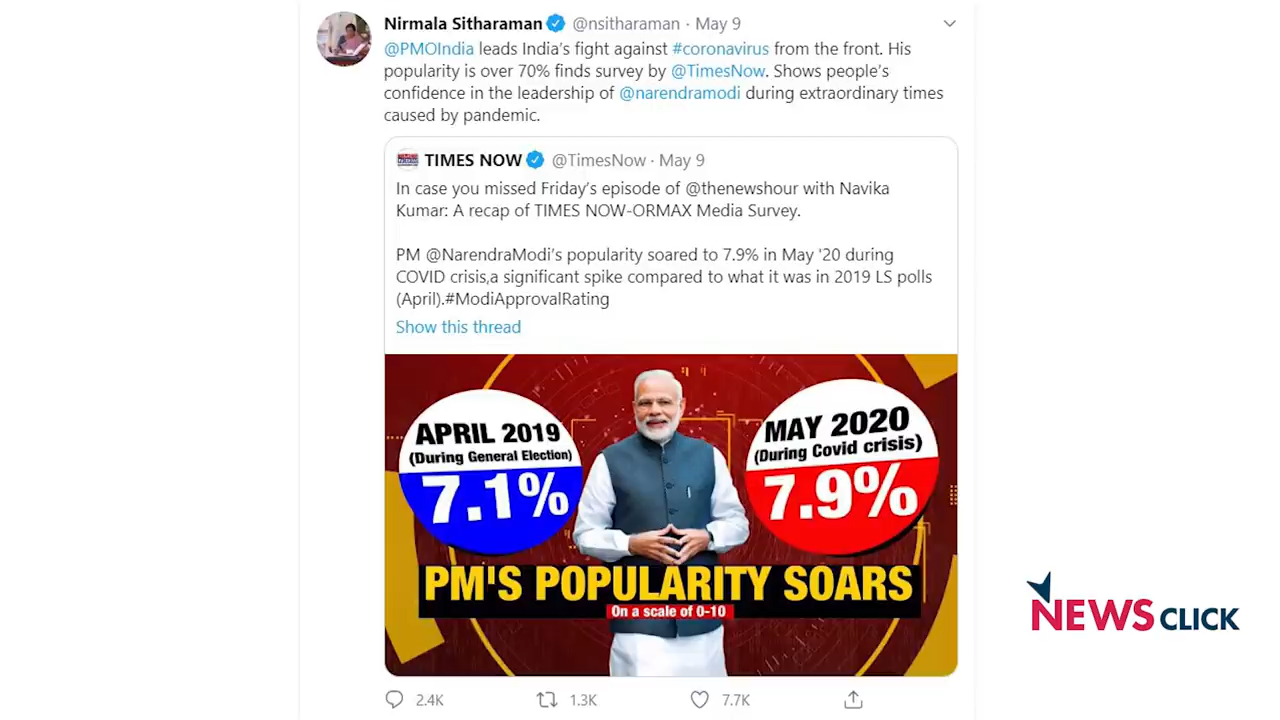 Nirmala Sitharaman @nsitharaman · May 9
@PMOIndia leads India's fight against #coronavirus from the front. His
popularity is over 70% finds survey by @TimesNow. Shows people's
confidence in the leadership of @narendramodi during extraordinary times
caused by pandemic.
TIMES NOW @TimesNow · May 9
In case you missed Friday's episode of @thenewshour with Navika
Kumar: A recap of TIMES NOW-ORMAX Media Survey.
PM @NarendraModi's popularity soared to 7.9% in May '20 during
COVID crisis,a significant spike compared to what it was in 2019 LS polls
(April).#ModiApprovalRating
Show this thread
APRIL 2019
(During General Election)
7.1%
MAY 2020
(During Covid crisis)
7.9%
PM'S POPULARITY SOARS
On a scale of 0-10
2.4K 1.3K 7.7K
NEWS CLICK